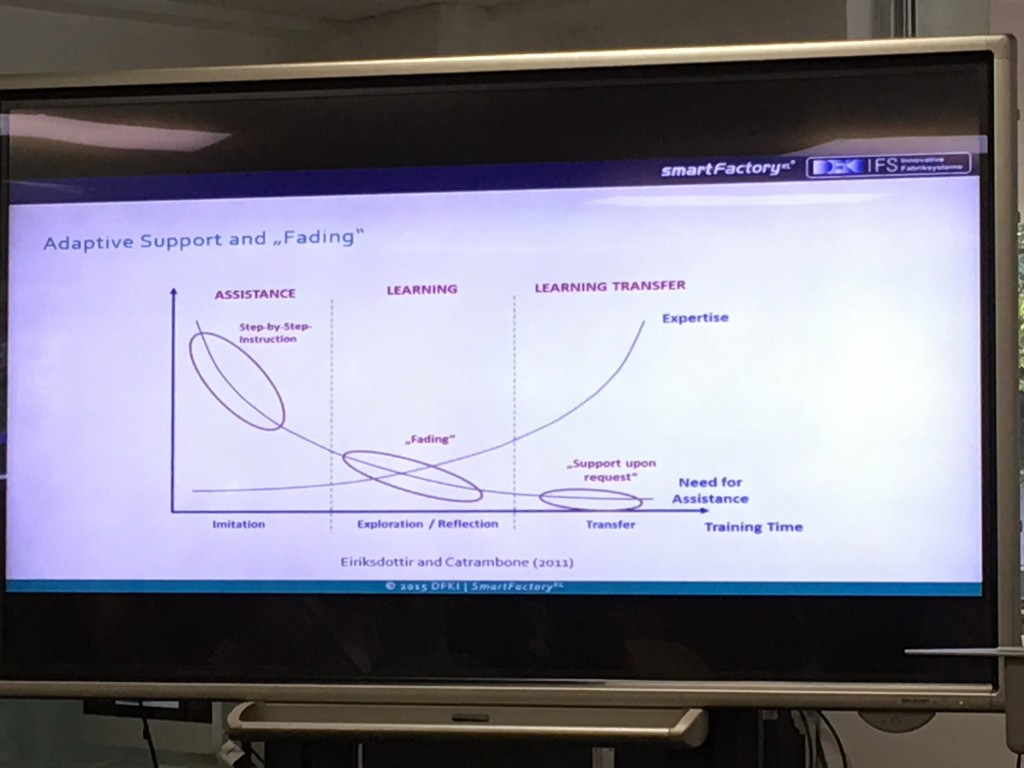 smartFactory KL
DFKI IFS Innovative
Fabriksysteme
Adaptive Support and „Fading“
ASSISTANCE
LEARNING
LEARNING TRANSFER
Step-by-Step-
Instruction
Expertise
„Fading“
„Support upon
request“
Need for
Assistance
Imitation
Exploration / Reflection
Transfer
Training Time
Eiriksdottir and Catrambone (2011)
© 2015 DFKI | SmartFactory KL
SHARP